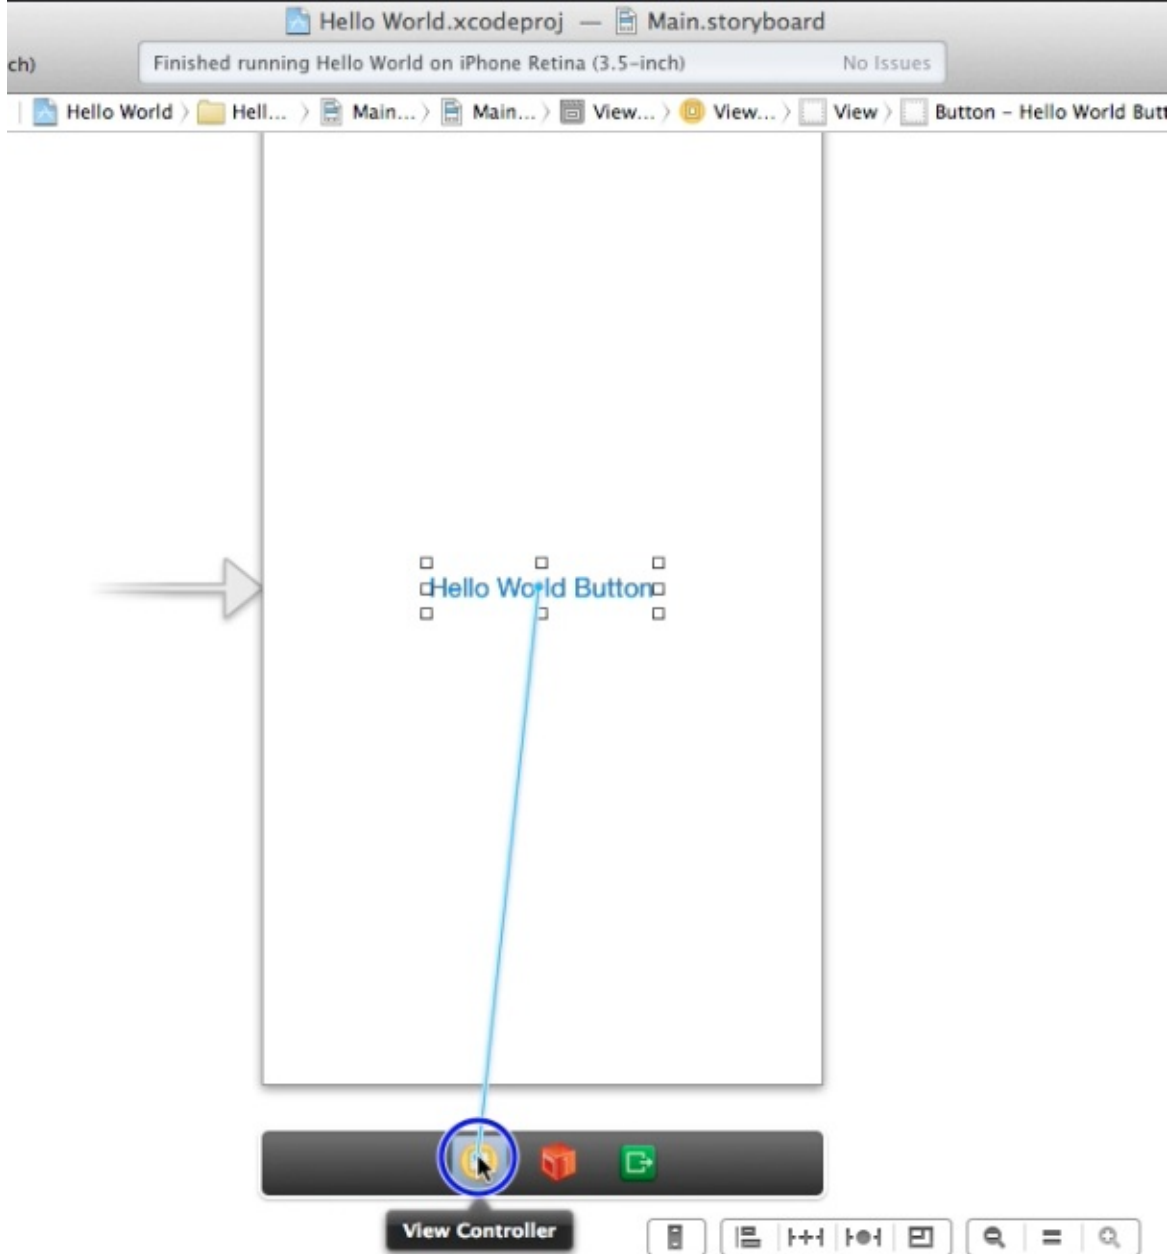 Hello World.xcodeproj — Main.storyboard
ch) Finished running Hello World on iPhone Retina (3.5-inch) No Issues
Hello World Hell... Main... Main... View... View... View Button – Hello World Butt
Hello World Button
View Controller